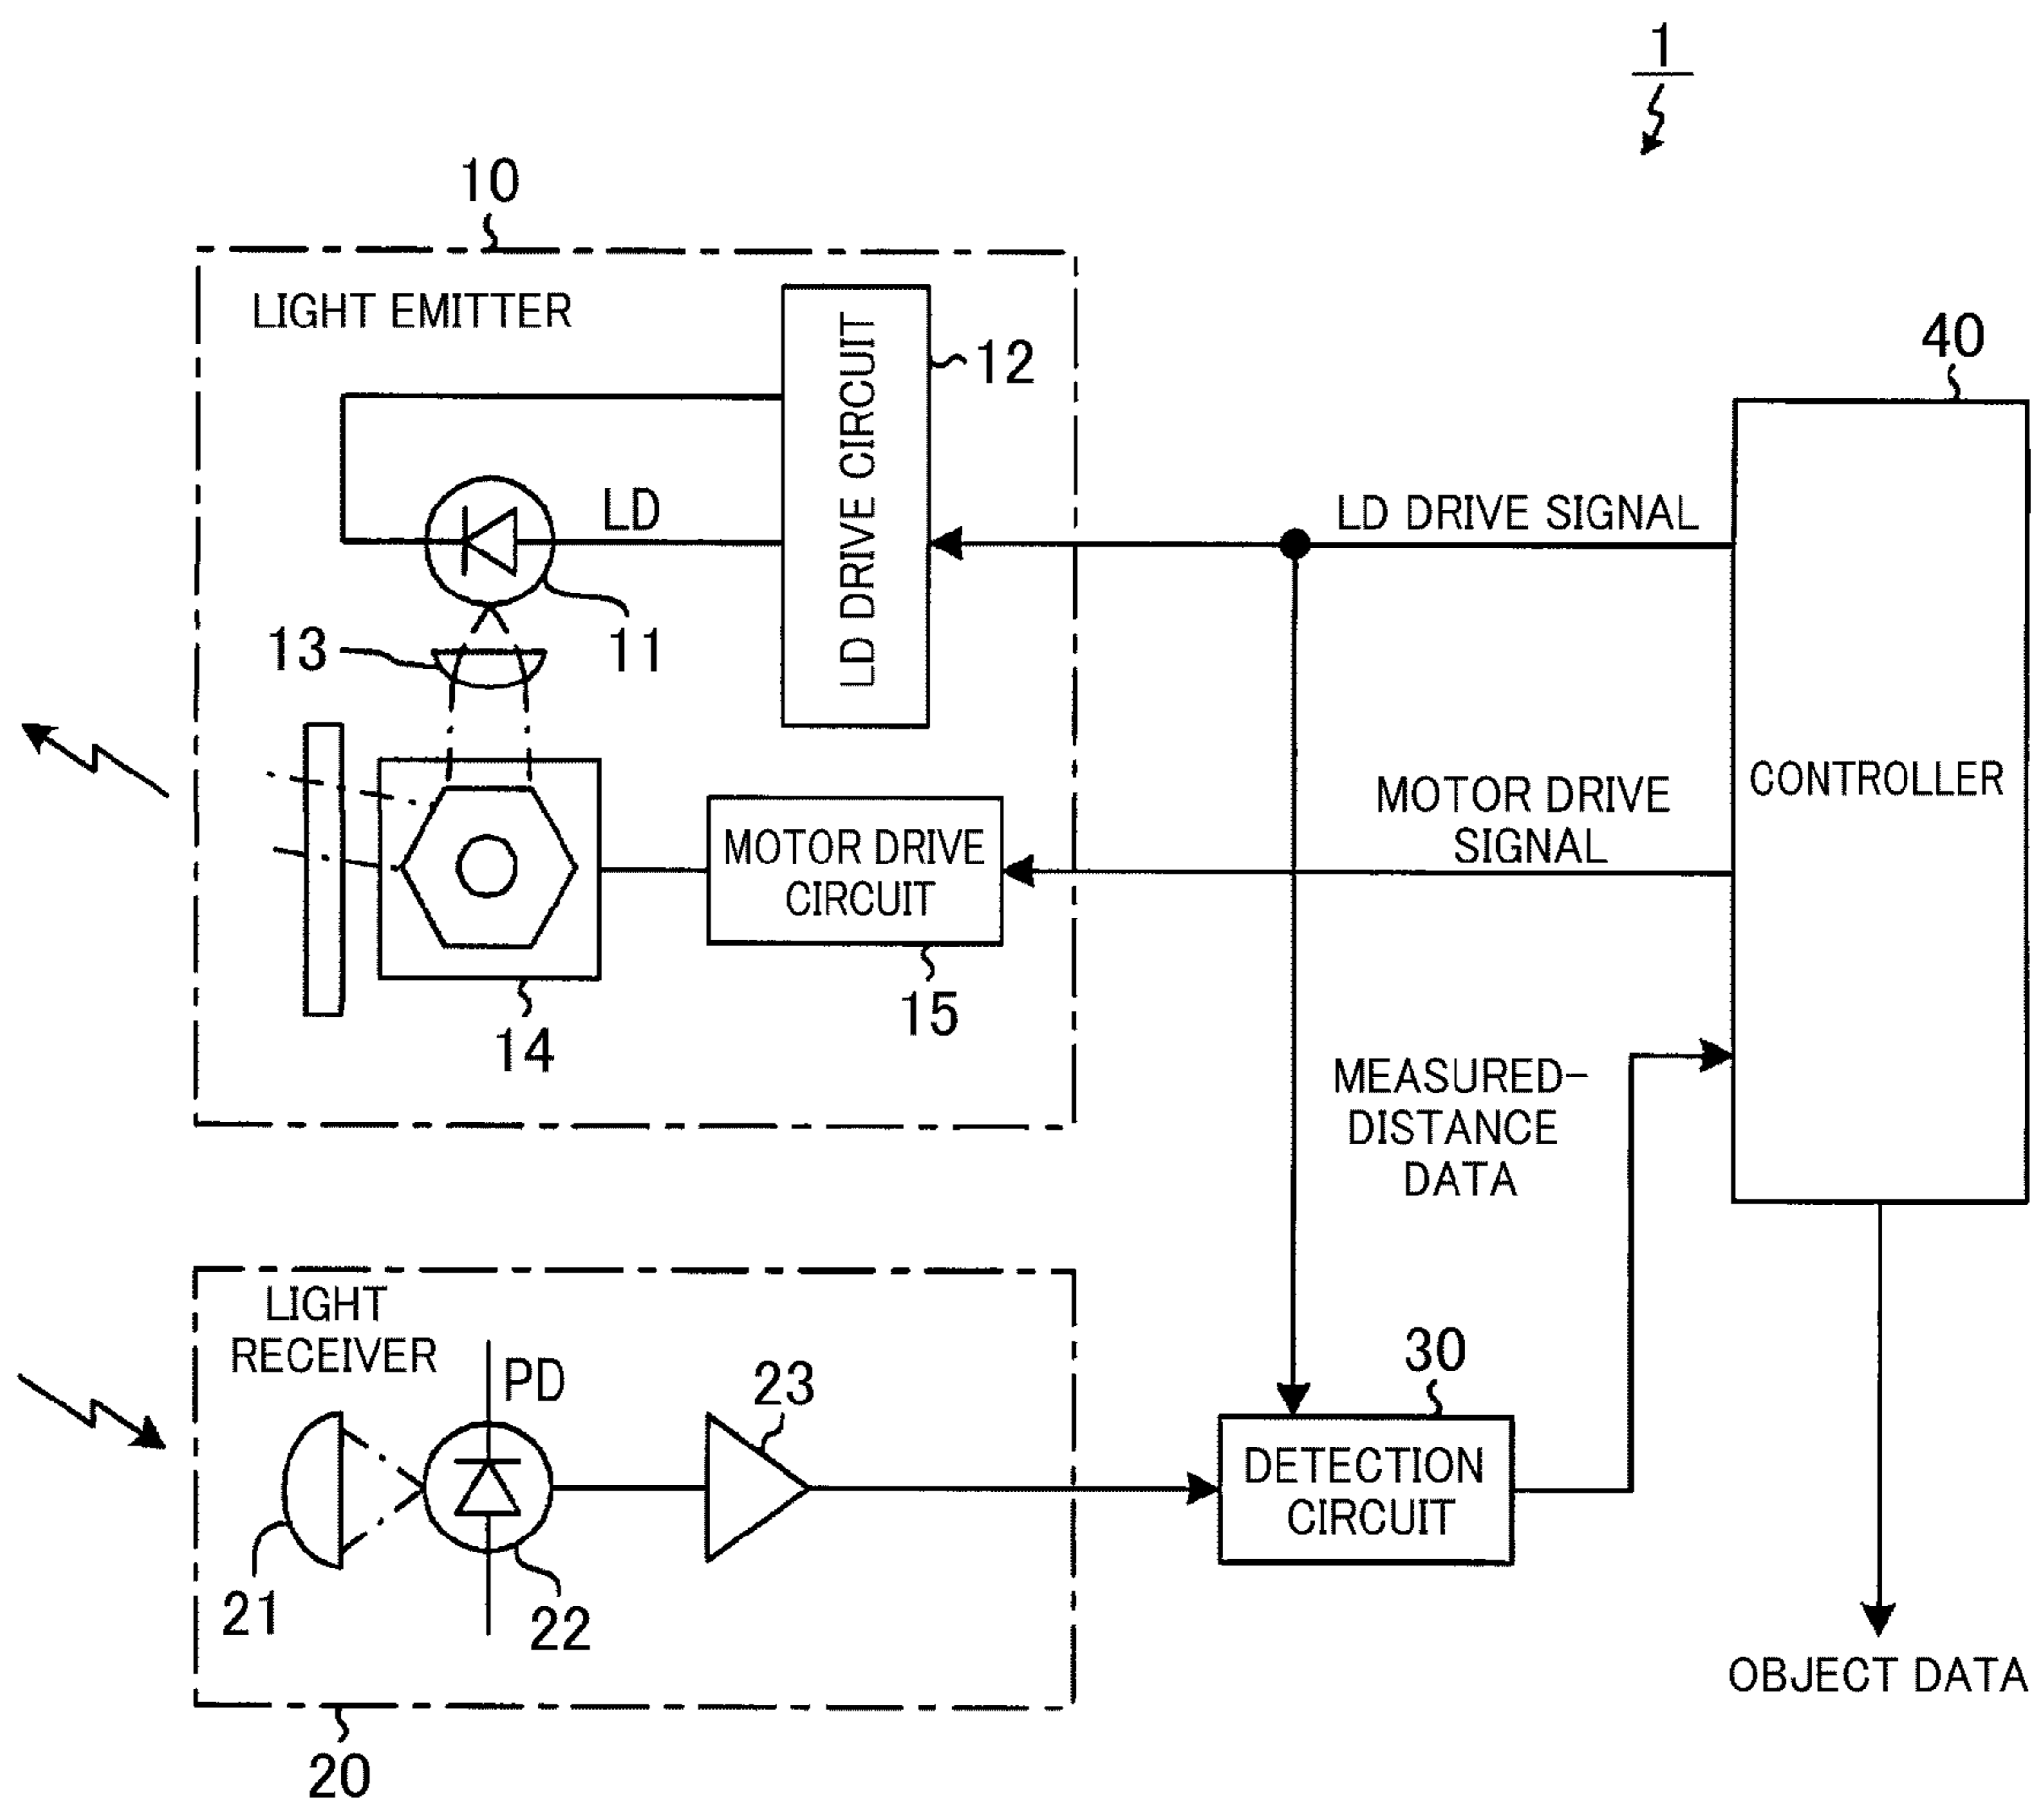 1
10
LIGHT EMITTER
LD DRIVE CIRCUIT
12
40
LD
LD DRIVE SIGNAL
11
13
CONTROLLER
MOTOR DRIVE
SIGNAL
MOTOR DRIVE
CIRCUIT
15
14
MEASURED-
DISTANCE
DATA
LIGHT
RECEIVER
PD
23
30
DETECTION
CIRCUIT
21
22
OBJECT DATA
20